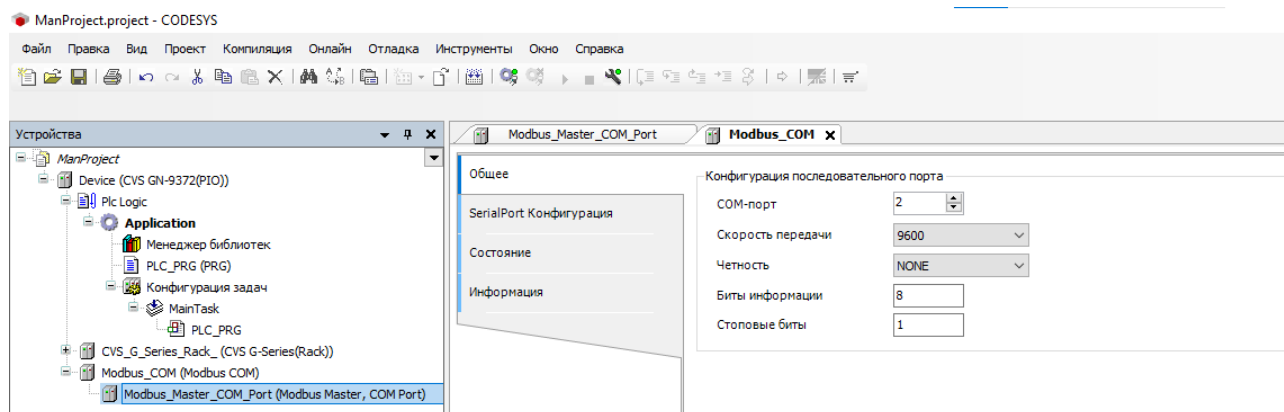 ManProject.project - CODESYS
Файл Правка Вид Проект Компиляция Онлайн Отладка Инструменты Окно Справка
Устройства
ManProject
Device (CVS GN-9372(PIO))
Plc Logic
Application
Менеджер библиотек
PLC_PRG (PRG)
Конфигурация задач
MainTask
PLC_PRG
CVS_G_Series_Rack_ (CVS G-Series(Rack))
Modbus_COM (Modbus COM)
Modbus_Master_COM_Port (Modbus Master, COM Port)
Modbus_Master_COM_Port Modbus_COM
Общее
SerialPort Конфигурация
Состояние
Информация
Конфигурация последовательного порта
COM-порт 2
Скорость передачи 9600
Четность NONE
Биты информации 8
Стоповые биты 1